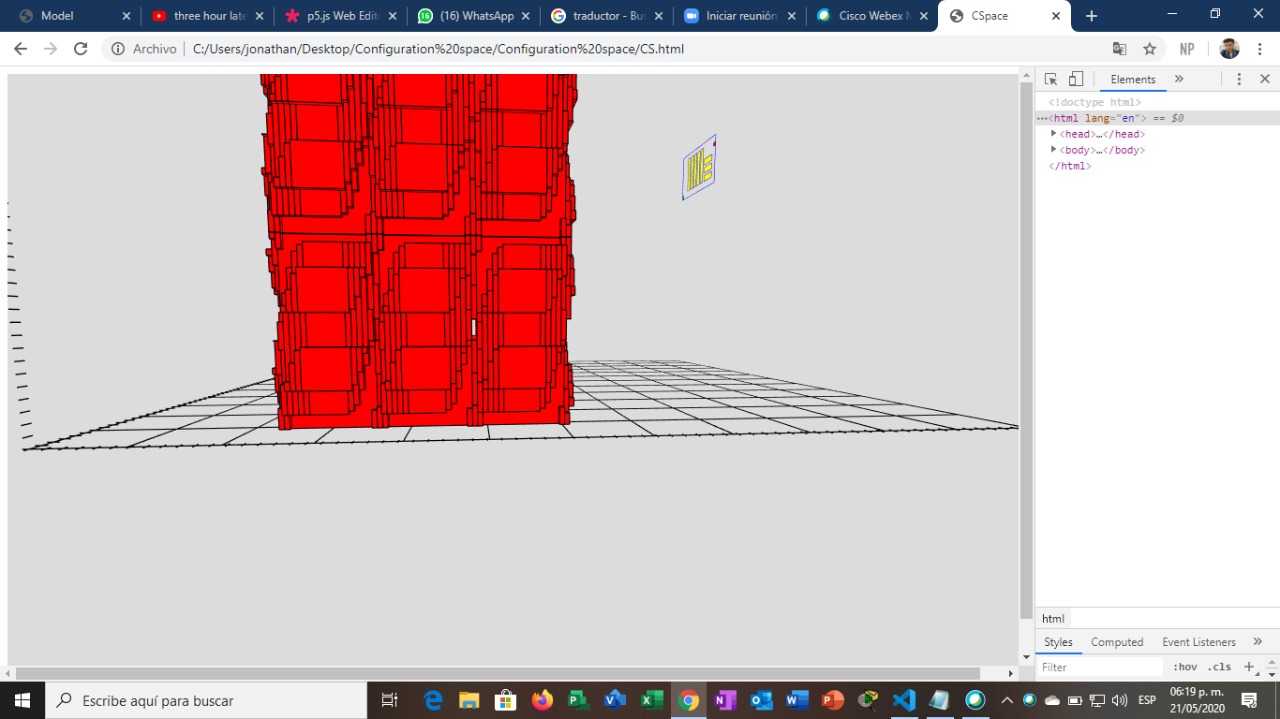 Model
three hour late
p5.js Web Edit
(16) WhatsApp
traductor - Bus
Iniciar reunión
Cisco Webex M
CSpace
Archivo
C:/Users/jonathan/Desktop/Configuration%20space/Configuration%20space/CS.html
NP
Elements
<!doctype html>
···<html lang="en"> == $0
<head>…</head>
<body>…</body>
</html>
html
Styles Computed Event Listeners
Filter
:hov .cls
Escribe aquí para buscar
ESP
06:19 p. m.
21/05/2020